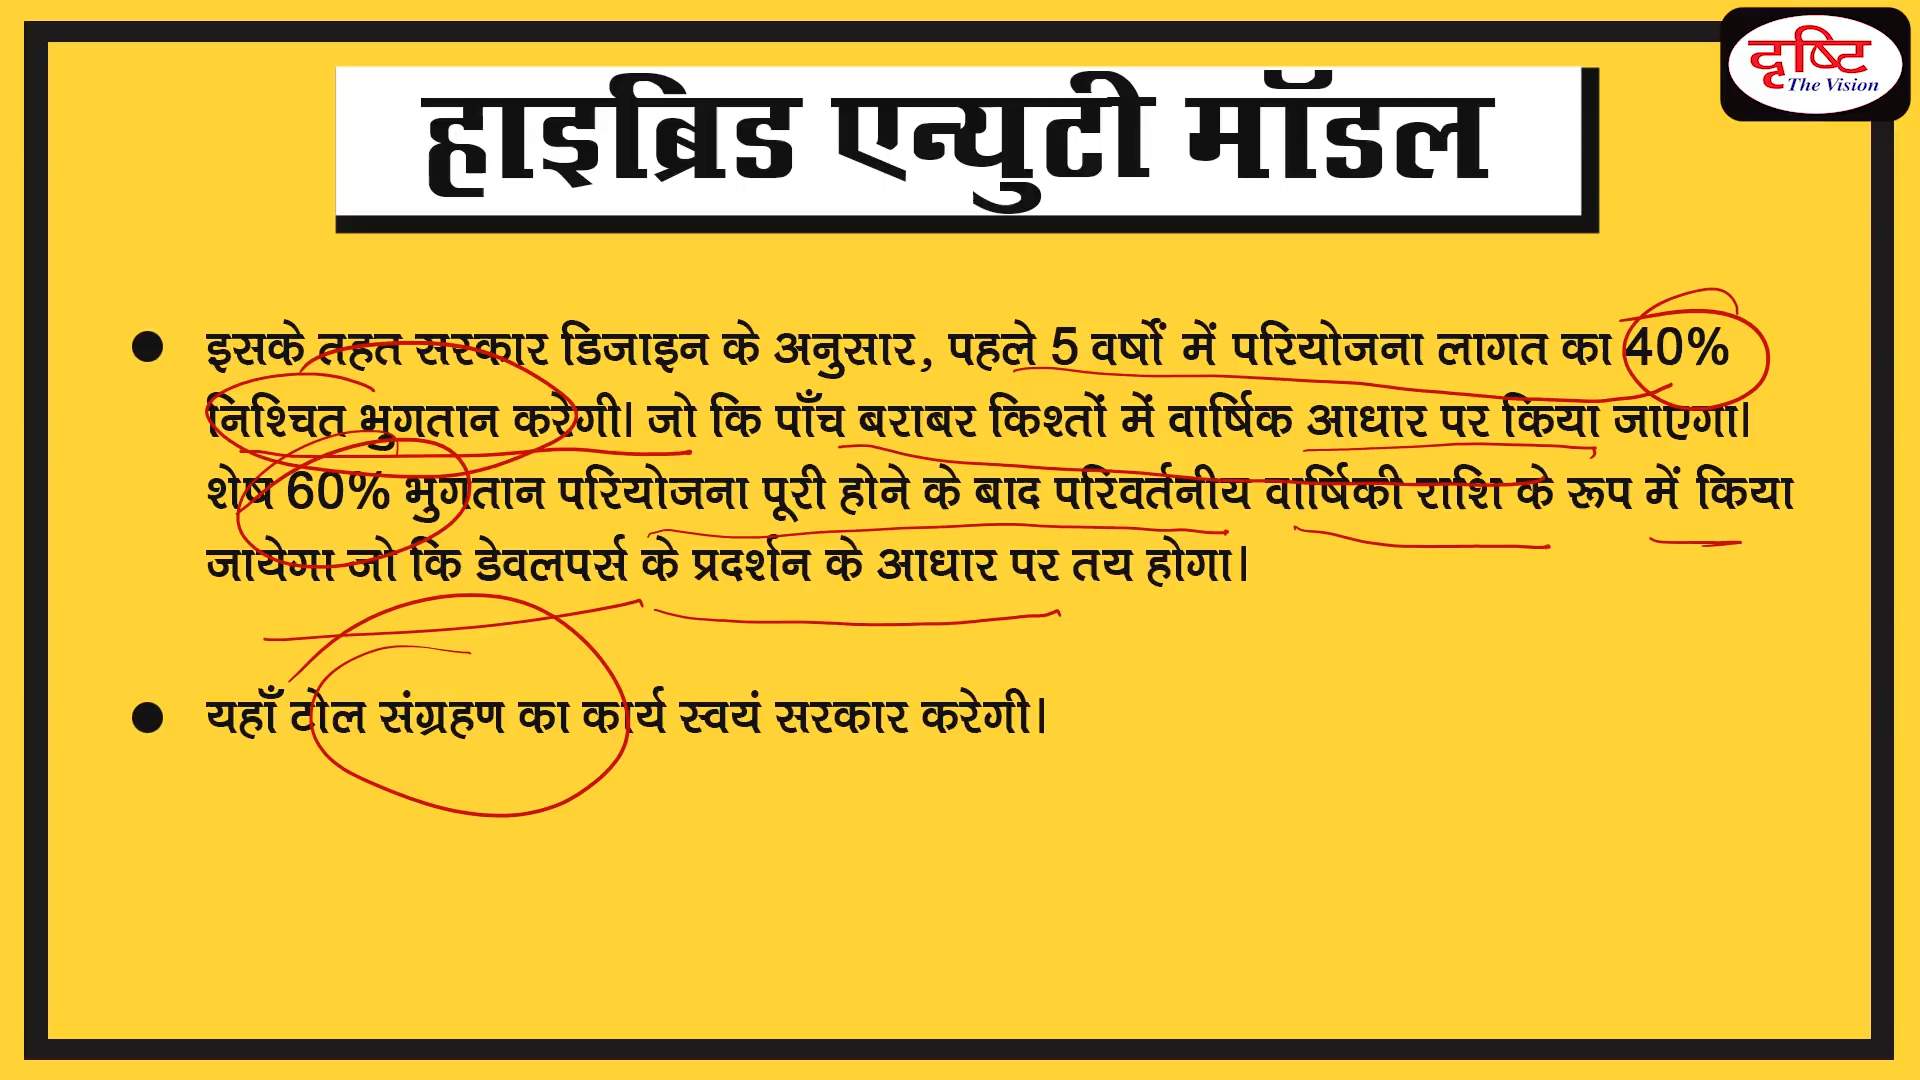 दृष्टि
The Vision
हाइब्रिड एन्युटी मॉडल
इसके तहत सरकार डिजाइन के अनुसार, पहले 5 वर्षों में परियोजना लागत का 40%
निश्चित भुगतान करेगी। जो कि पाँच बराबर किश्तों में वार्षिक आधार पर किया जाएगा।
शेष 60% भुगतान परियोजना पूरी होने के बाद परिवर्तनीय वार्षिकी राशि के रूप में किया
जायेगा जो कि डेवलपर्स के प्रदर्शन के आधार पर तय होगा।
यहाँ टोल संग्रहण का कार्य स्वयं सरकार करेगी।